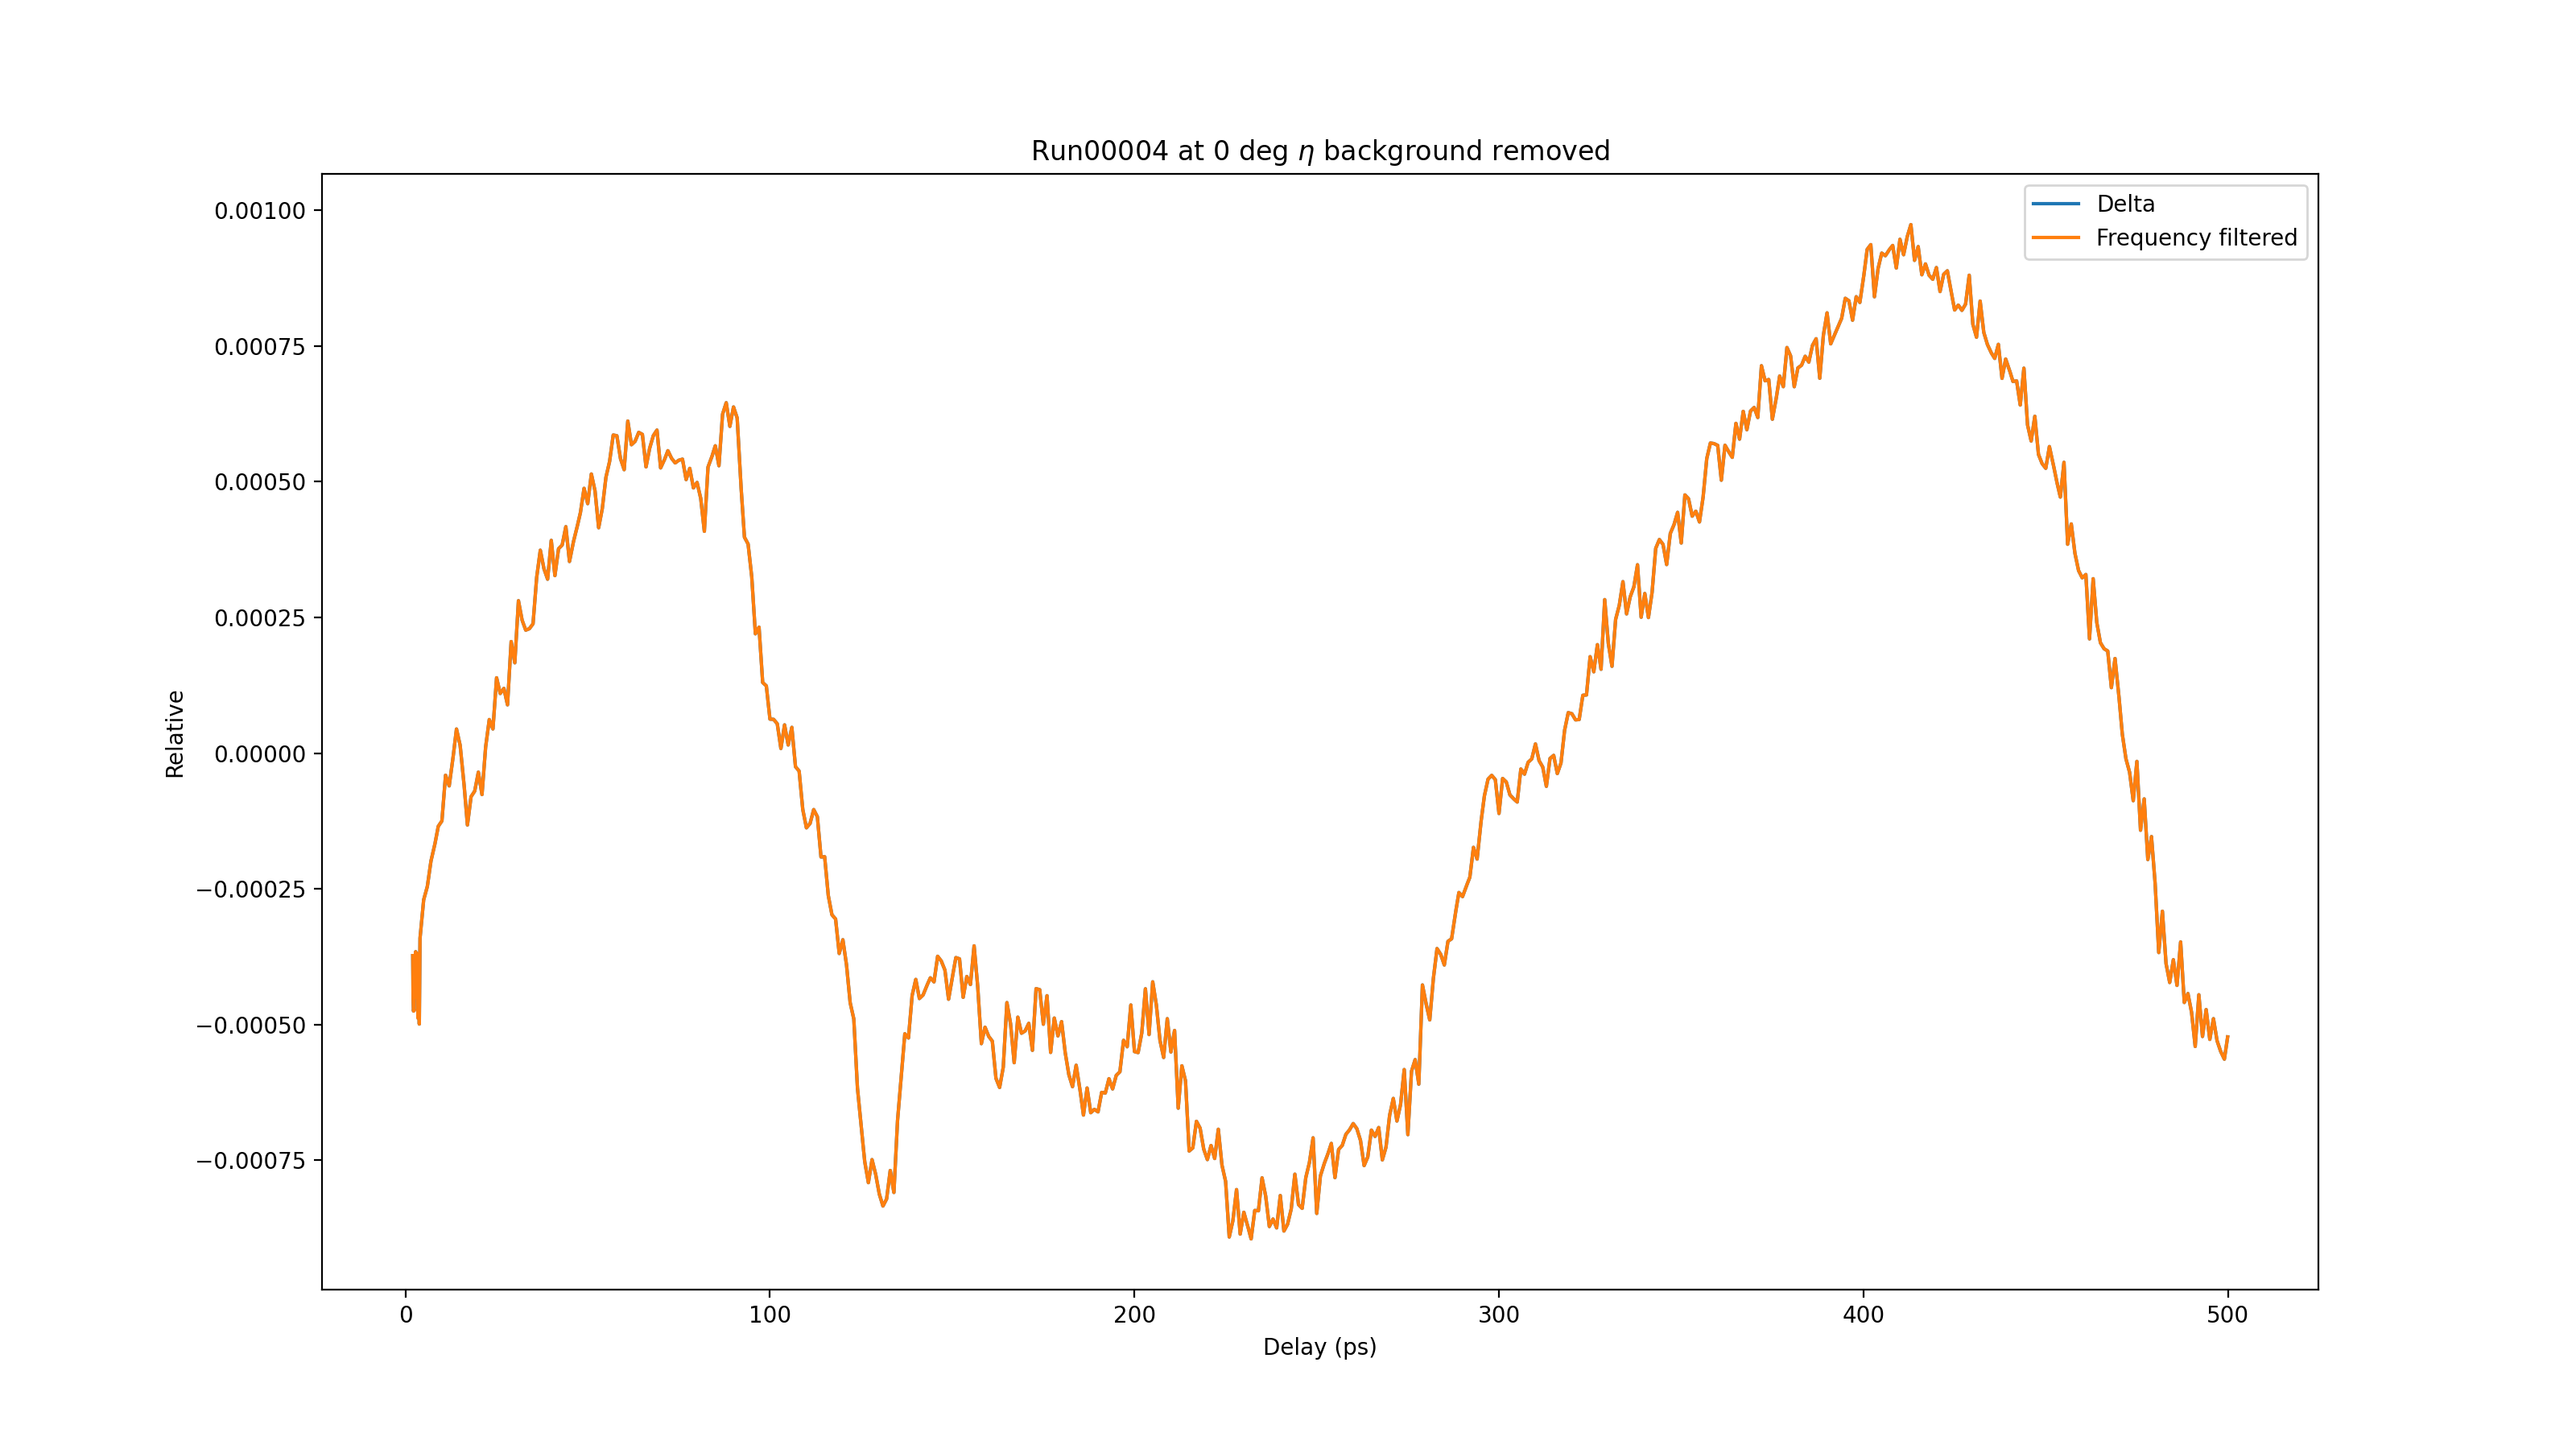 Run00004 at 0 deg η background removed
Delta
Frequency filtered
0.00100
0.00075
0.00050
0.00025
0.00000
−0.00025
−0.00050
−0.00075
Relative
0 100 200 300 400 500
Delay (ps)